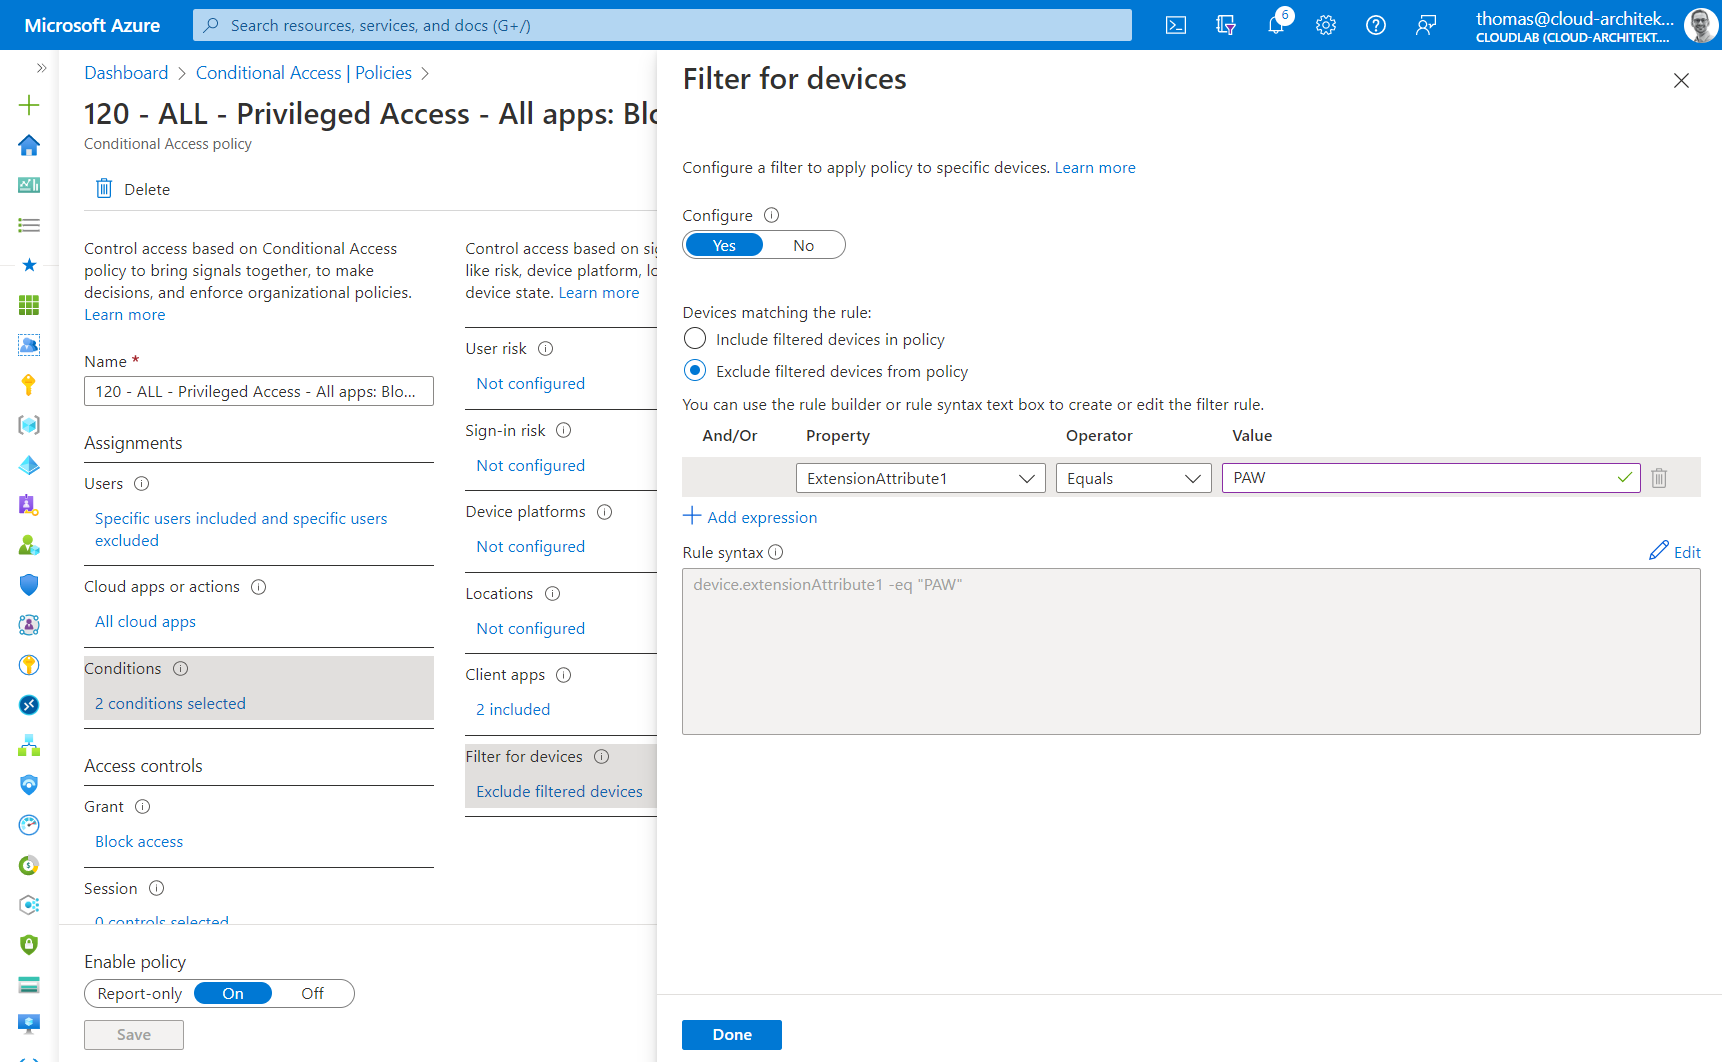 Microsoft Azure
Search resources, services, and docs (G+/)
6
thomas@cloud-architek...
CLOUDLAB (CLOUD-ARCHITEKT....
Dashboard > Conditional Access | Policies >
120 - ALL - Privileged Access - All apps: Blo
Conditional Access policy
Delete
Control access based on Conditional Access
policy to bring signals together, to make
decisions, and enforce organizational policies.
Learn more
Name *
120 - ALL - Privileged Access - All apps: Blo...
Assignments
Users
Specific users included and specific users
excluded
Cloud apps or actions
All cloud apps
Conditions
2 conditions selected
Access controls
Grant
Block access
Session
0 controls selected
Enable policy
Report-only On Off
Save
Control access based on sig
like risk, device platform, lo
device state. Learn more
User risk
Not configured
Sign-in risk
Not configured
Device platforms
Not configured
Locations
Not configured
Client apps
2 included
Filter for devices
Exclude filtered devices
Filter for devices
Configure a filter to apply policy to specific devices. Learn more
Configure
Yes No
Devices matching the rule:
Include filtered devices in policy
Exclude filtered devices from policy
You can use the rule builder or rule syntax text box to create or edit the filter rule.
And/Or Property Operator Value
ExtensionAttribute1 Equals PAW
Add expression
Rule syntax
Edit
device.extensionAttribute1 -eq "PAW"
Done